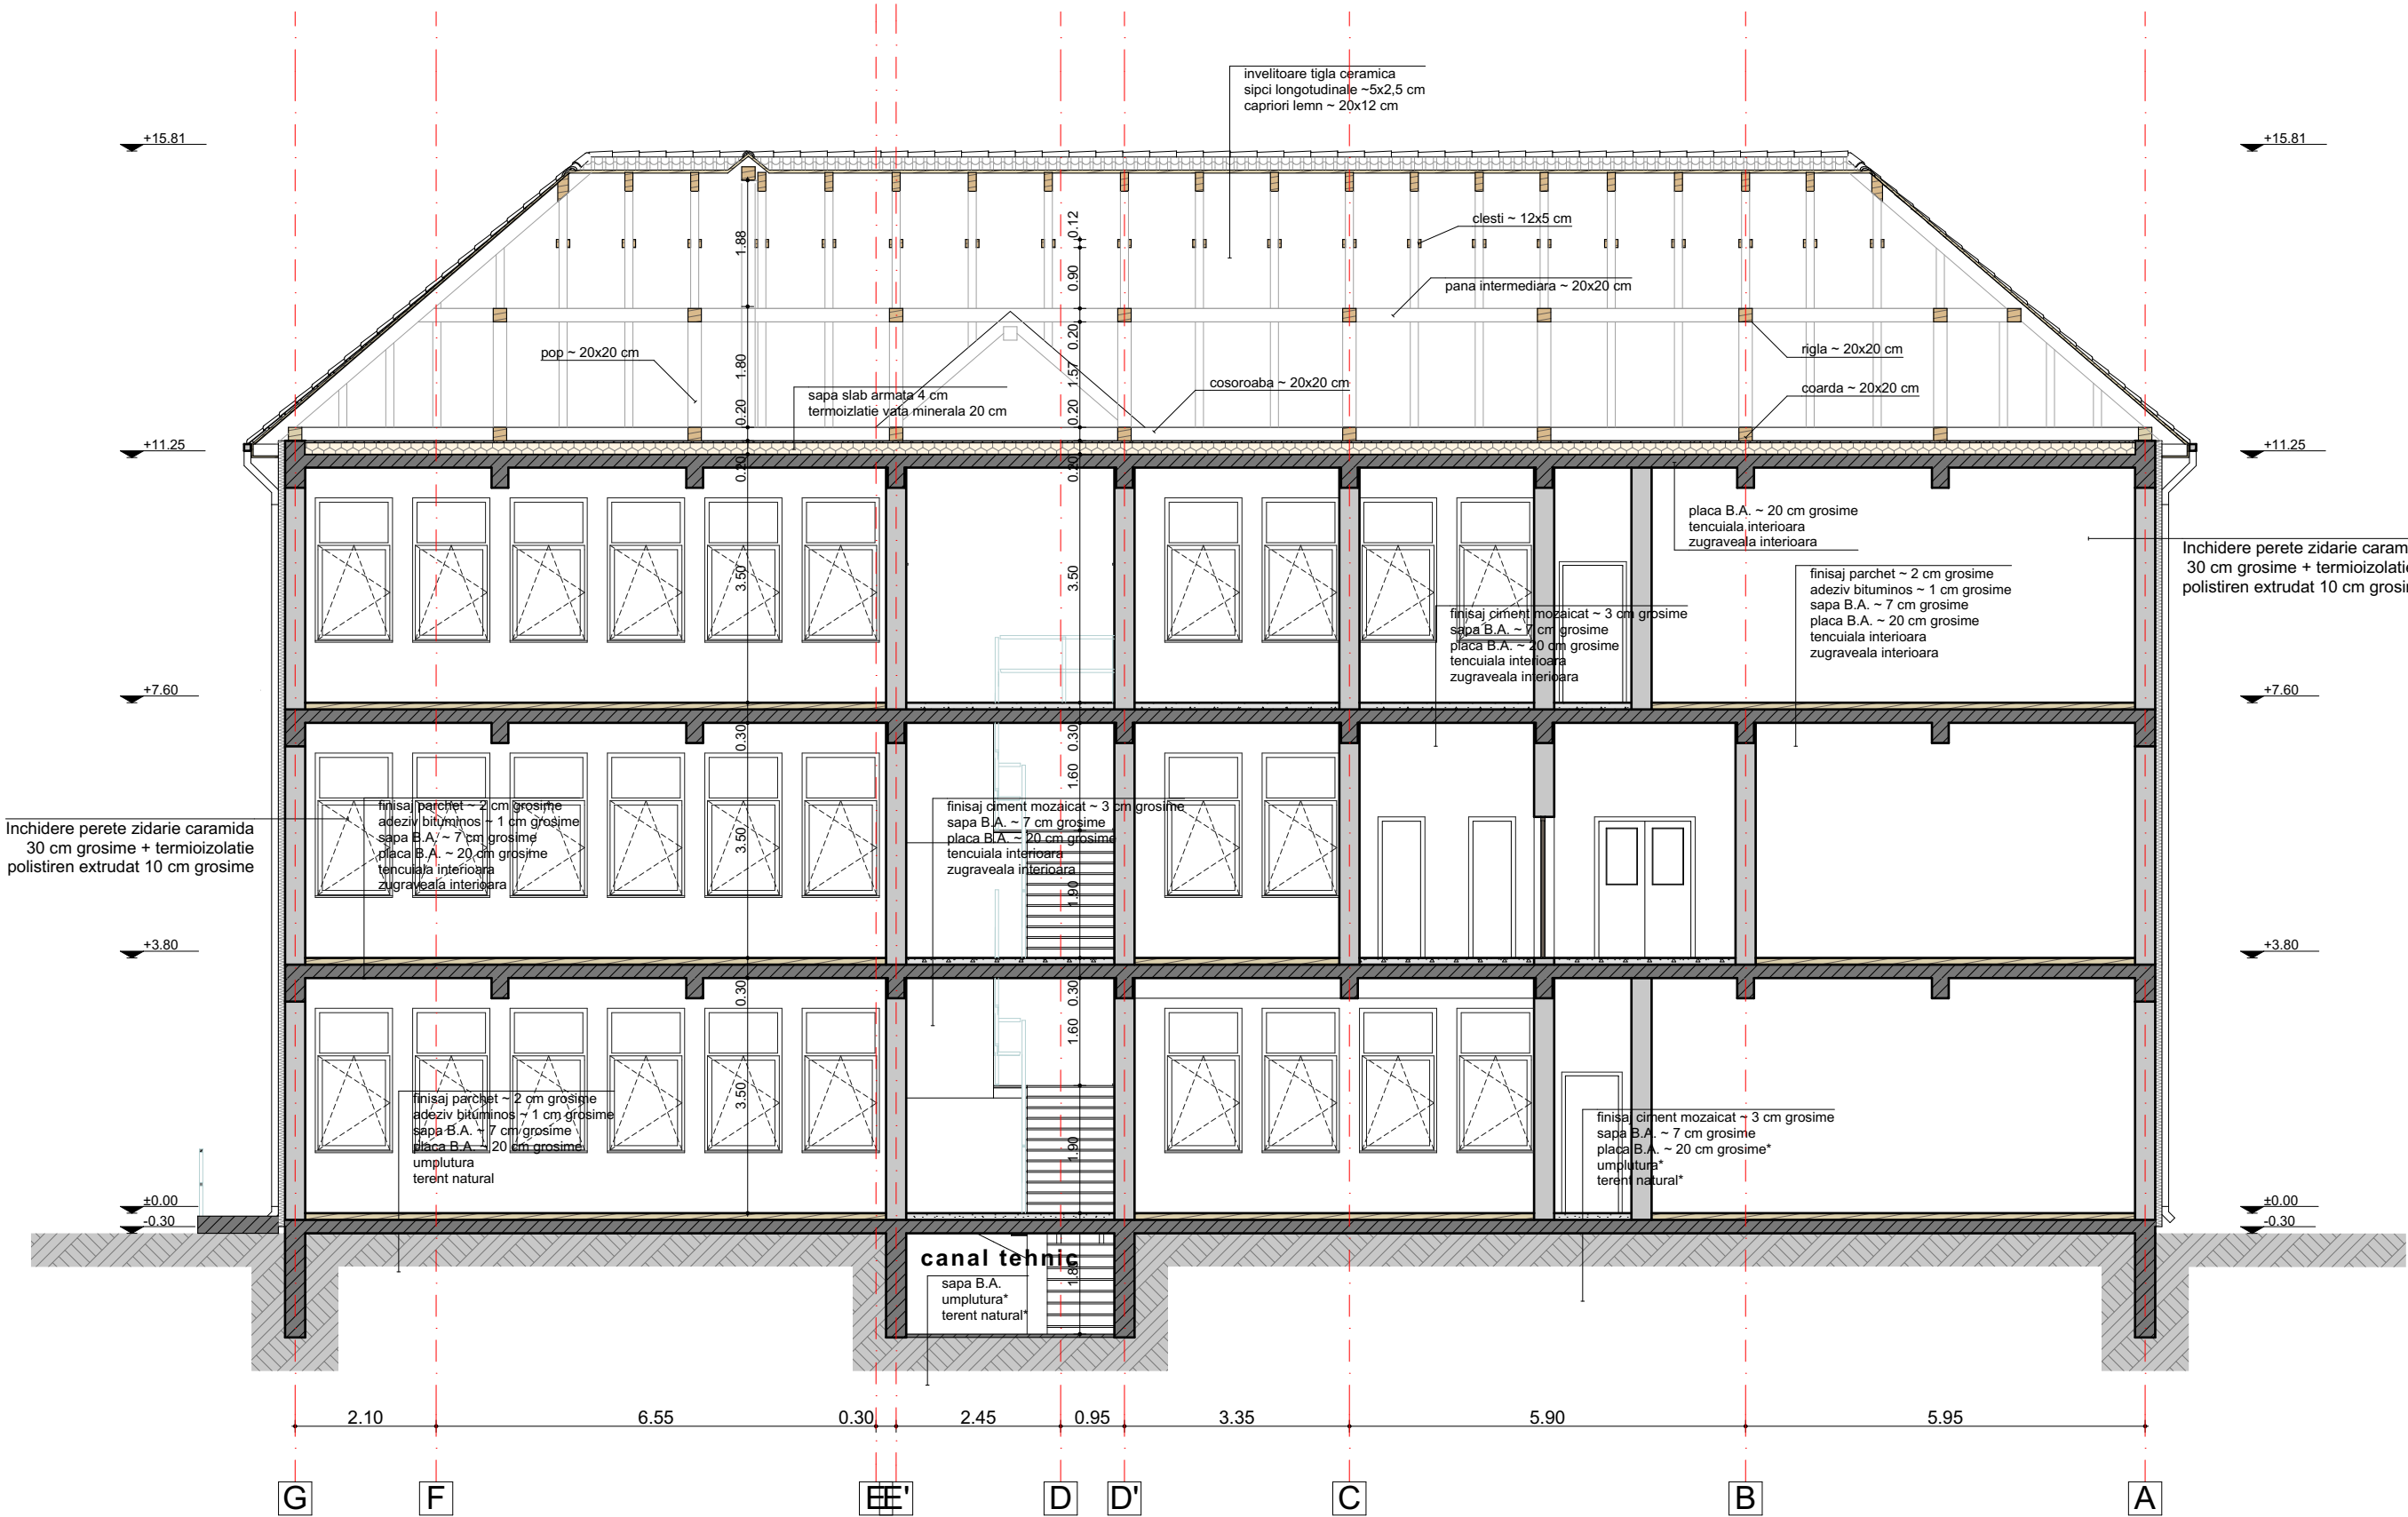 invelitoare tigla ceramica
sipci longotudinale ~5x2,5 cm
capriori lemn ~ 20x12 cm
+15.81
+15.81
clesti ~ 12x5 cm
0.12
1.88
0.90
pana intermediara ~ 20x20 cm
0.20
pop ~ 20x20 cm
rigla ~ 20x20 cm
1.80
1.57
cosoroaba ~ 20x20 cm
coarda ~ 20x20 cm
sapa slab armata 4 cm
termoizlatie vata minerala 20 cm
0.20
0.20
+11.25
+11.25
0.20
0.20
placa B.A. ~ 20 cm grosime
tencuiala interioara
zugraveala interioara
Inchidere perete zidarie caram
30 cm grosime + termioizolatie
polistiren extrudat 10 cm grosi
3.50
3.50
finisaj parchet ~ 2 cm grosime
adeziv bituminos ~ 1 cm grosime
sapa B.A. ~ 7 cm grosime
placa B.A. ~ 20 cm grosime
tencuiala interioara
zugraveala interioara
finisaj ciment mozaicat ~ 3 cm grosime
sapa B.A. ~ 7 cm grosime
placa B.A. ~ 20 cm grosime
tencuiala interioara
zugraveala interioara
+7.60
+7.60
0.30
0.30
1.60
finisaj parchet ~ 2 cm grosime
adeziv bituminos ~ 1 cm grosime
sapa B.A. ~ 7 cm grosime
placa B.A. ~ 20 cm grosime
tencuiala interioara
zugraveala interioara
finisaj ciment mozaicat ~ 3 cm grosime
sapa B.A. ~ 7 cm grosime
placa B.A. ~ 20 cm grosime
tencuiala interioara
zugraveala interioara
Inchidere perete zidarie caramida
30 cm grosime + termioizolatie
polistiren extrudat 10 cm grosime
3.50
1.90
+3.80
+3.80
0.30
0.30
1.60
3.50
finisaj parchet ~ 2 cm grosime
adeziv bituminos ~ 1 cm grosime
sapa B.A. ~ 7 cm grosime
placa B.A. ~ 20 cm grosime
umplutura
terent natural
1.90
finisaj ciment mozaicat ~ 3 cm grosime
sapa B.A. ~ 7 cm grosime
placa B.A. ~ 20 cm grosime*
umplutura*
terent natural*
±0.00
±0.00
-0.30
-0.30
canal tehnic
sapa B.A.
umplutura*
terent natural*
2.10
6.55
0.30
2.45
0.95
3.35
5.90
5.95
G
F
E
E'
D
D'
C
B
A